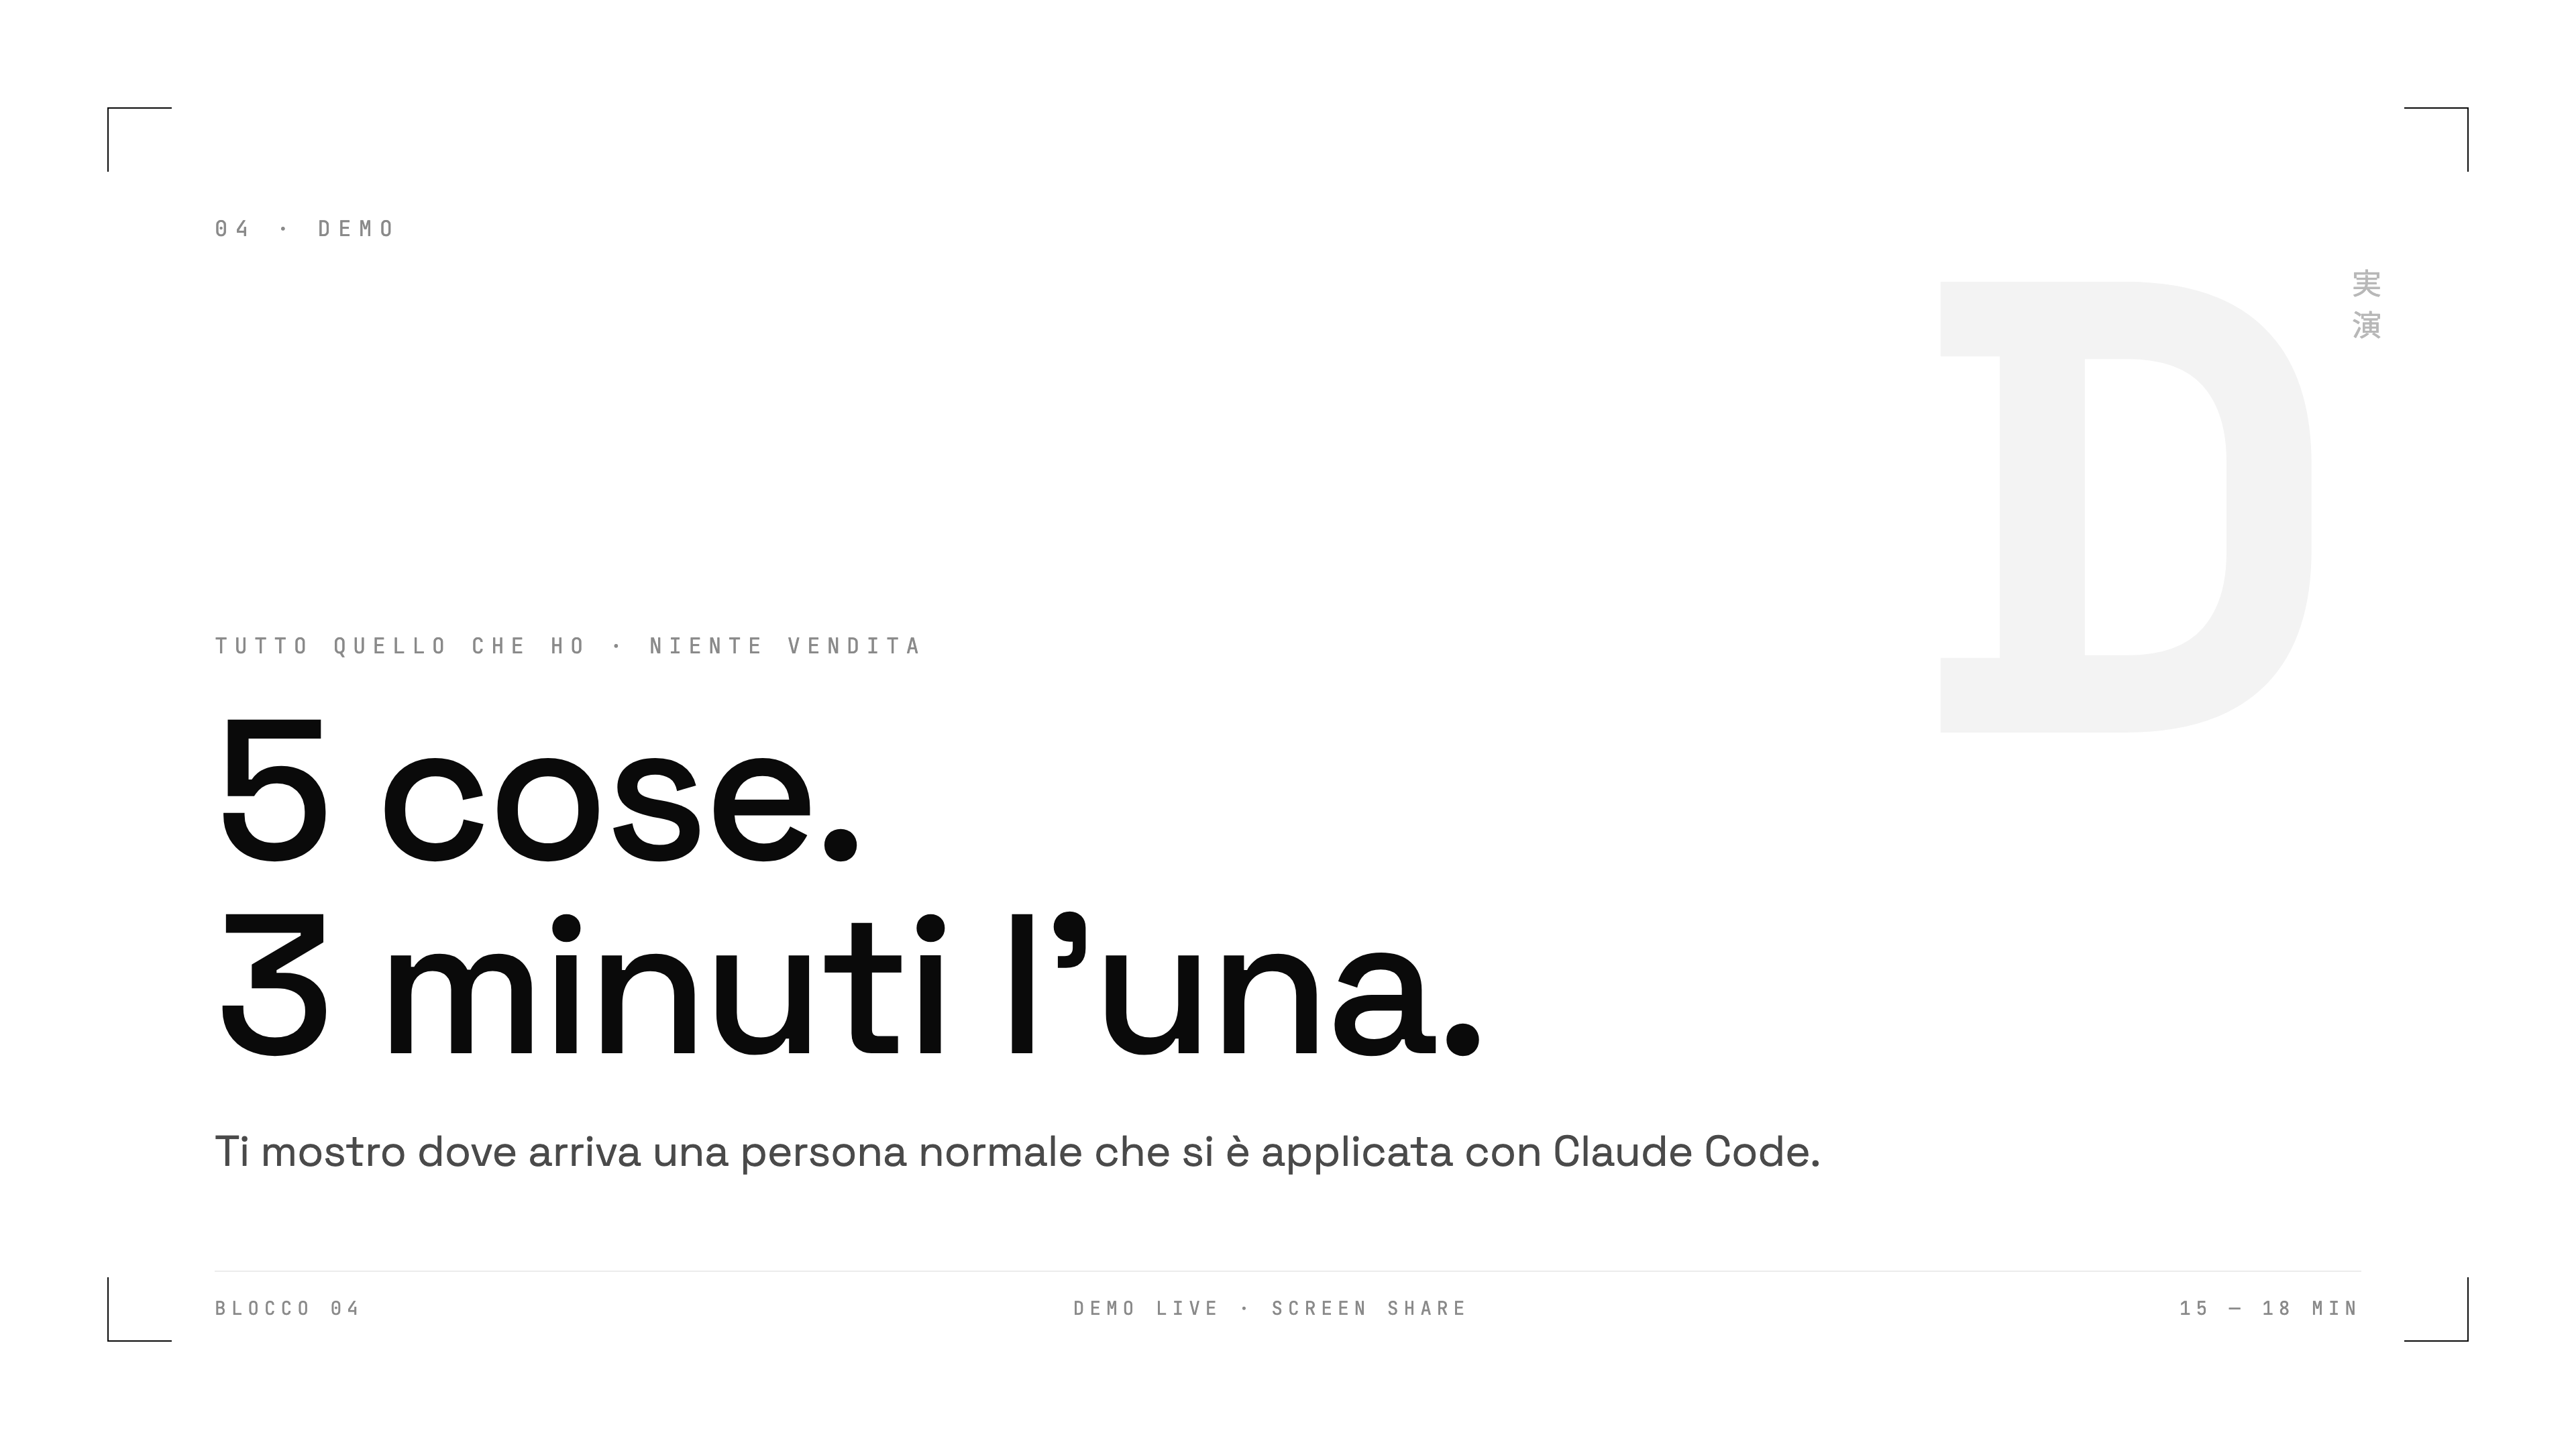 04 · DEMO
D
実演
TUTTO QUELLO CHE HO · NIENTE VENDITA
5 cose.
3 minuti l’una.
Ti mostro dove arriva una persona normale che si è applicata con Claude Code.
BLOCCO 04
DEMO LIVE · SCREEN SHARE
15 — 18 MIN